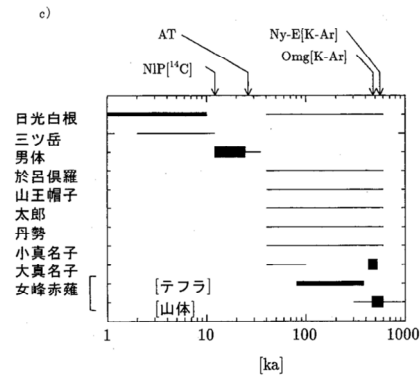 c)
AT
Ny-E[K-Ar]
NlP[¹⁴C]
Omg[K-Ar]
日光白根
三ツ岳
男体
於呂倶羅
山王帽子
太郎
丹勢
小真名子
大真名子
女峰赤薙
[テフラ]
[山体]
1
10
100
1000
[ka]